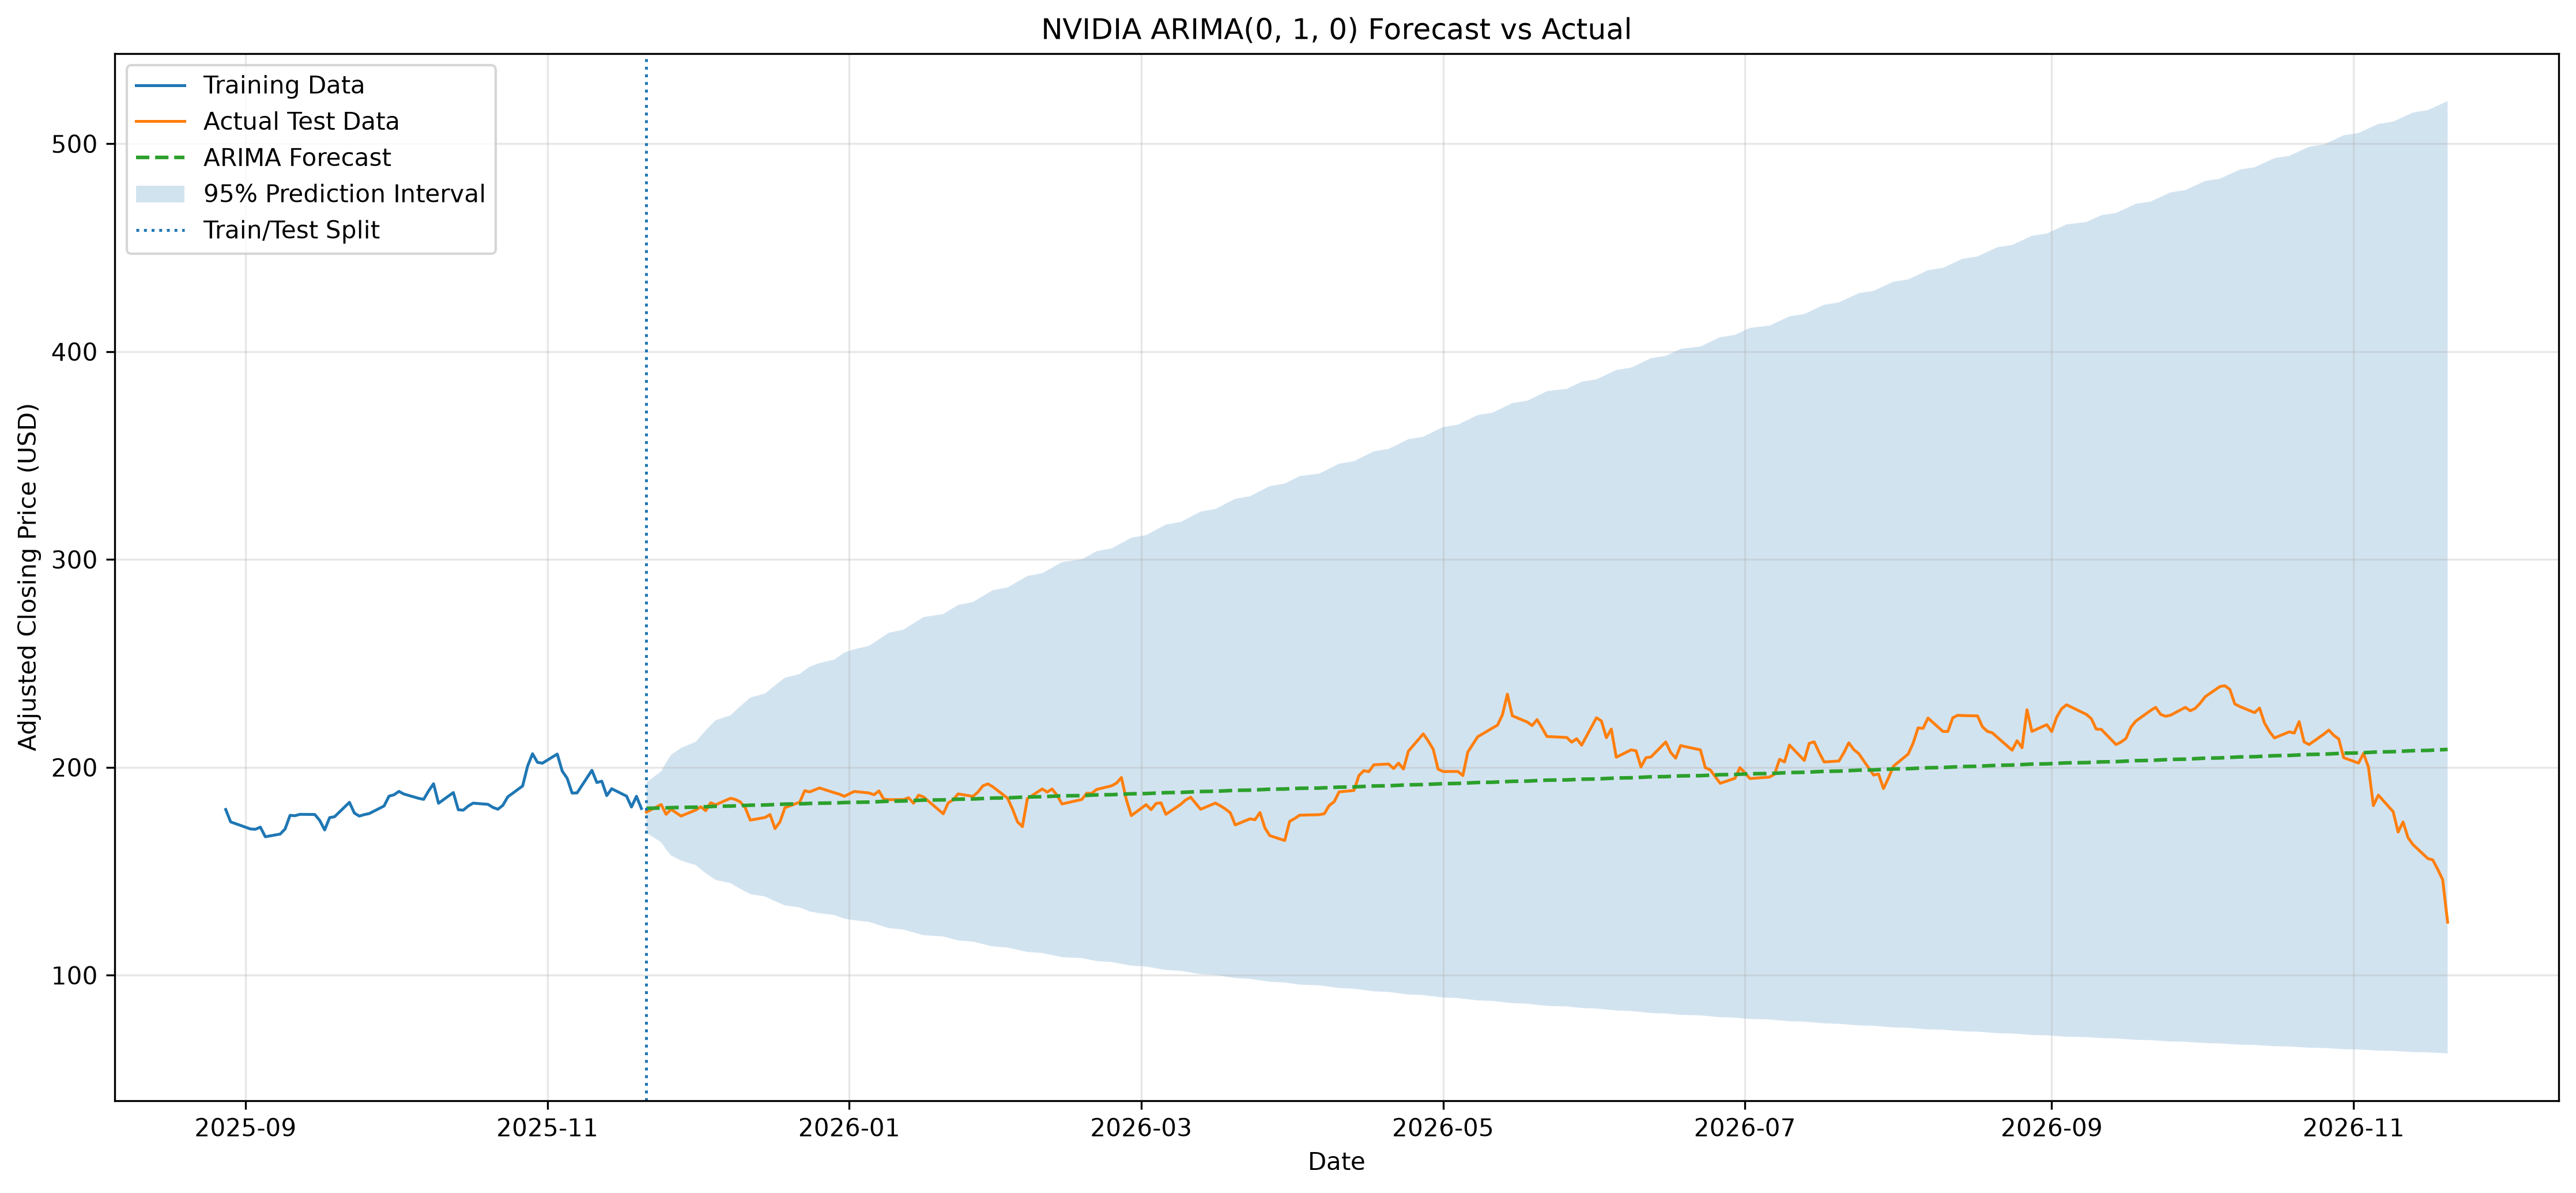 NVIDIA ARIMA(0, 1, 0) Forecast vs Actual
Training Data
Actual Test Data
ARIMA Forecast
95% Prediction Interval
Train/Test Split
500
400
300
200
100
Adjusted Closing Price (USD)
2025-09 2025-11 2026-01 2026-03 2026-05 2026-07 2026-09 2026-11
Date